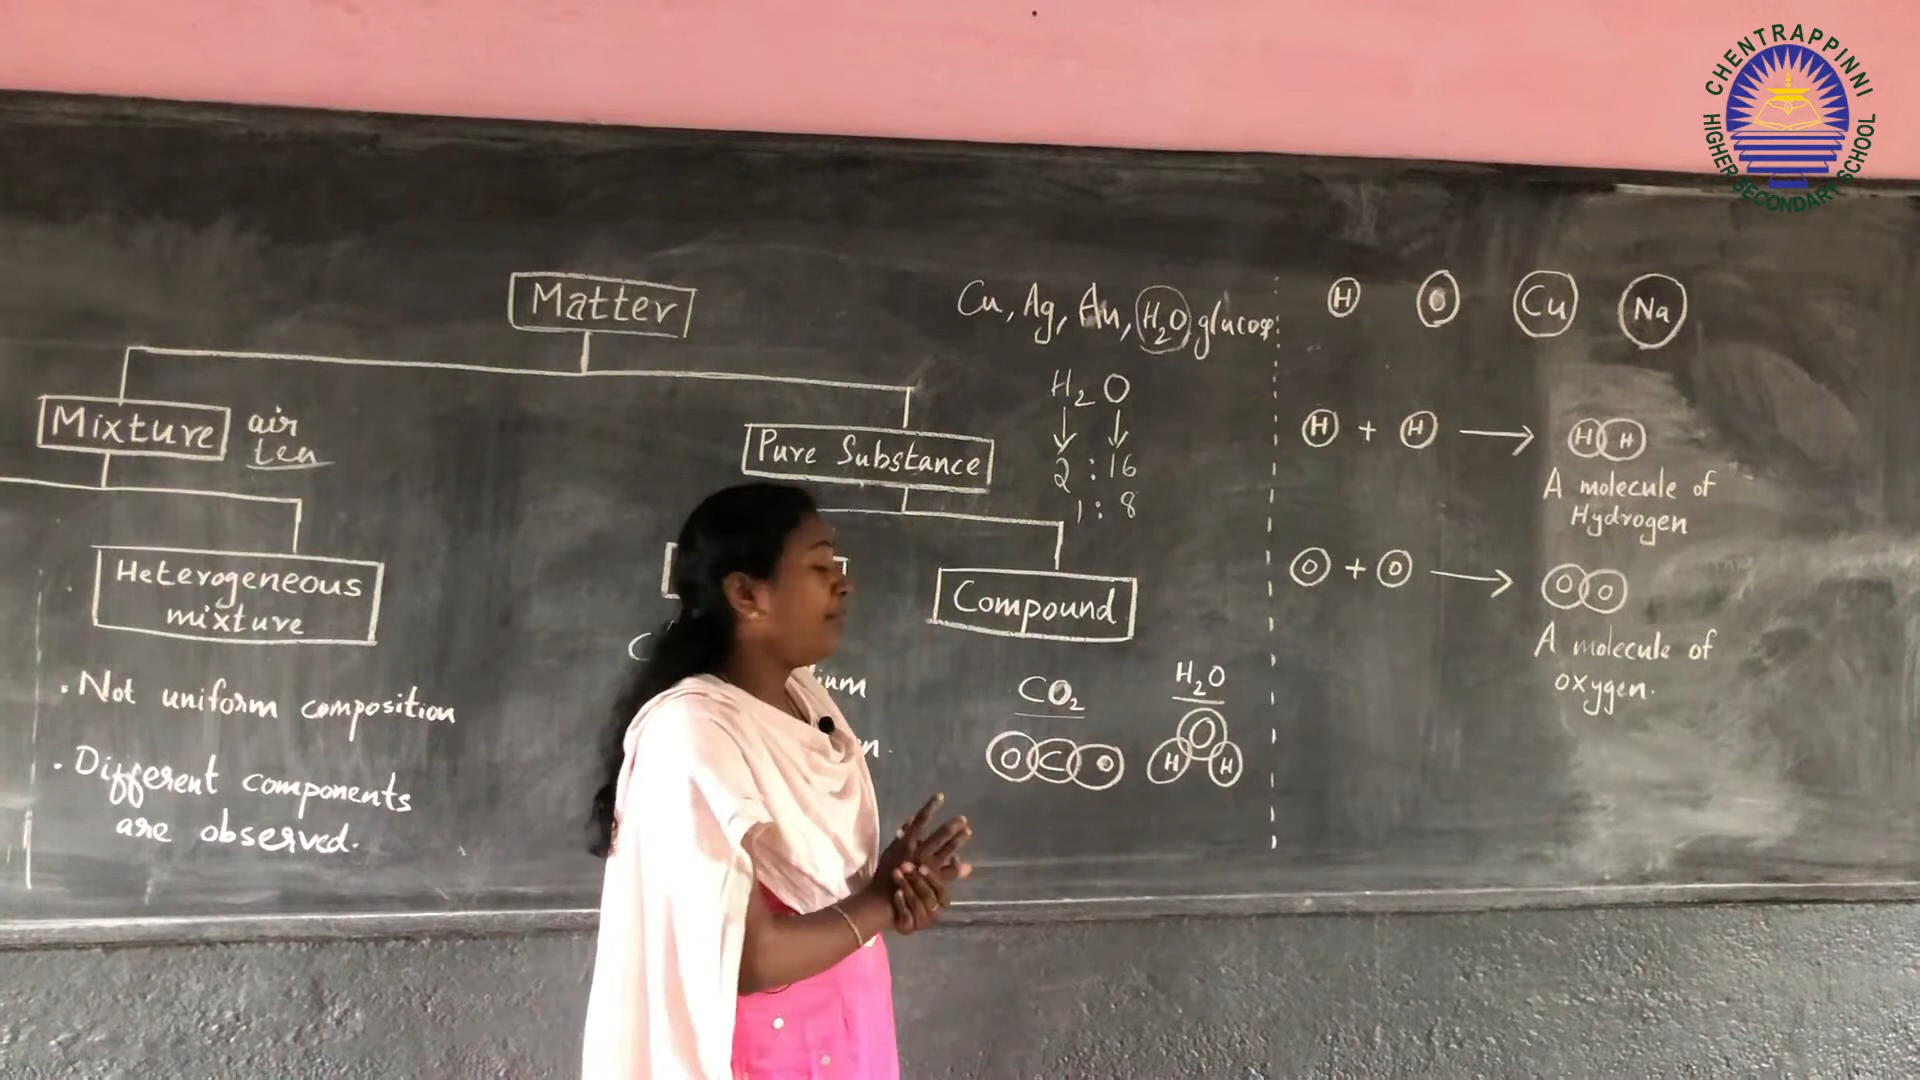 CHENTRAPPINNI
HIGHER SECONDARY SCHOOL
Matter
Mixture
air
tea
Pure Substance
Heterogeneous
mixture
. Not uniform composition
. Different components
are observed.
Compound
CO₂
H₂O
O C O
O
H H
Cu, Ag, Au, H₂O glucose
H₂O
2 : 16
1 : 8
H O Cu Na
H + H → H H
A molecule of
Hydrogen
O + O → O O
A molecule of
oxygen.